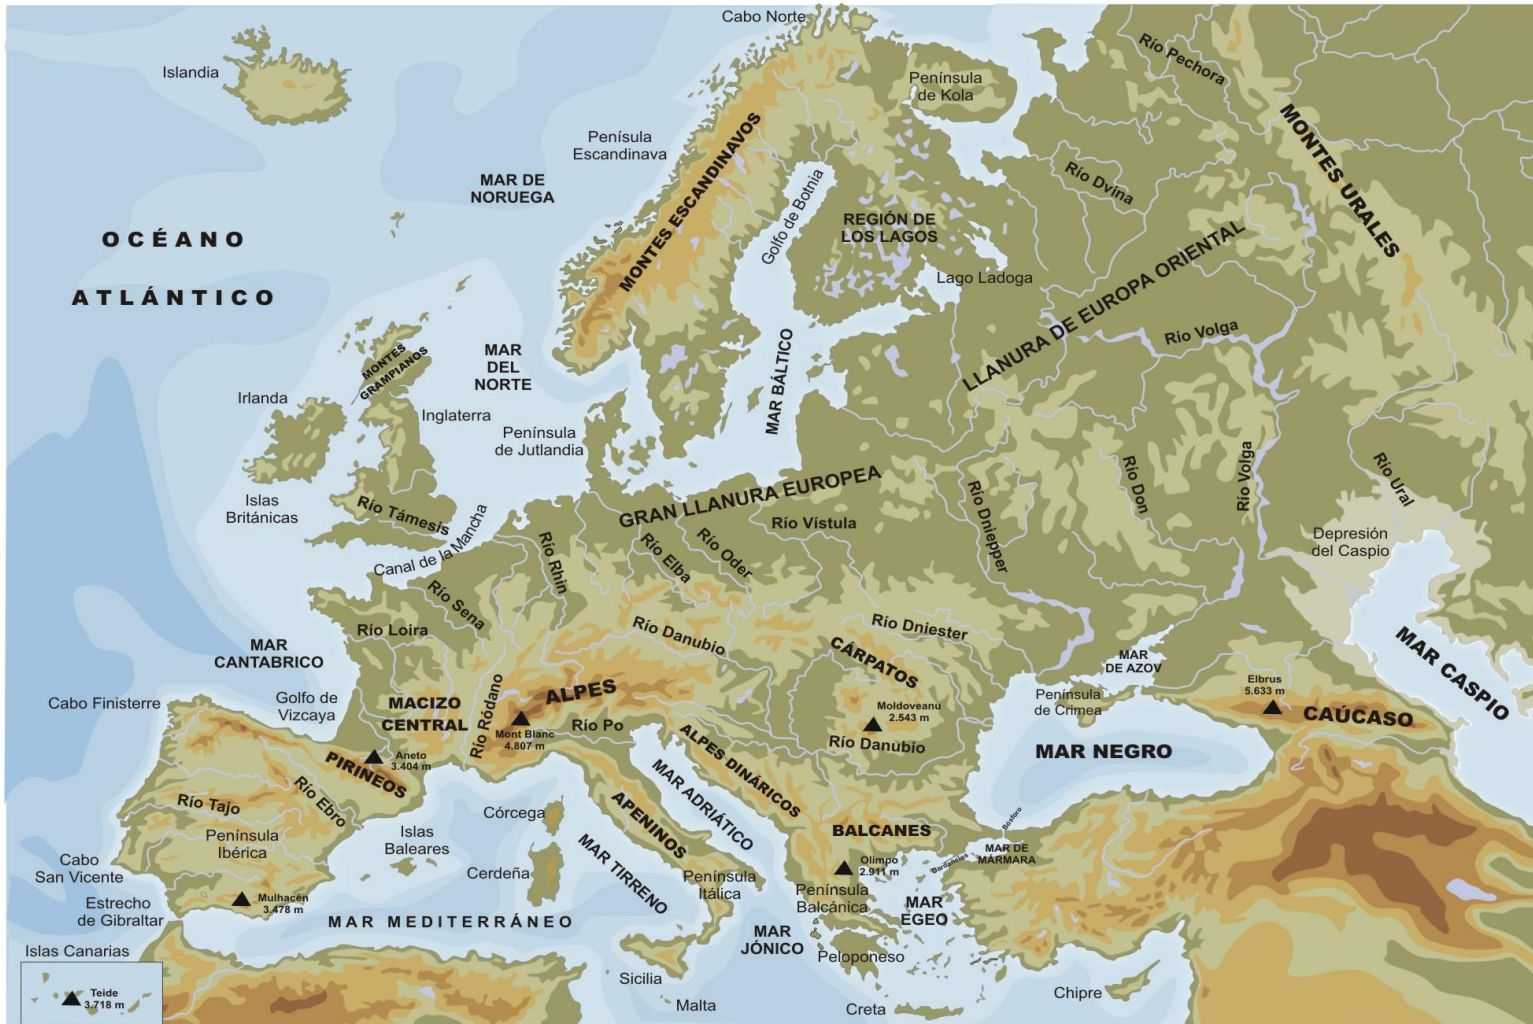 Cabo Norte
Islandia
Río Pechora
Península
de Kola
MONTES URALES
MONTES ESCANDINAVOS
Penísula
Escandinava
MAR DE
NORUEGA
Río Dvina
Golfo de Botnia
REGIÓN DE
LOS LAGOS
OCÉANO
ATLÁNTICO
Lago Ladoga
LLANURA DE EUROPA ORIENTAL
Río Volga
MONTES
GRAMPIANOS
MAR
DEL
NORTE
MAR BÁLTICO
Irlanda
Inglaterra
Península
de Jutlandia
Islas
Británicas
Río Támesis
Canal de la Mancha
GRAN LLANURA EUROPEA
Río Vístula
Río Dniepper
Río Don
Río Volga
Río Ural
Depresión
del Caspio
Río Rhin
Río Elba
Río Oder
Río Sena
Río Loira
Río Danubio
Río Dniester
CÁRPATOS
MAR
CANTABRICO
MAR
DE AZOV
MAR CASPIO
Cabo Finisterre
Golfo de
Vizcaya
MACIZO
CENTRAL
Río Ródano
ALPES
Mont Blanc
4.807 m
Río Po
Moldoveanu
2.543 m
Río Danubio
Península
de Crimea
Elbrus
5.633 m
CAÚCASO
MAR NEGRO
PIRINEOS
Aneto
3.404 m
ALPES DINÁRICOS
MAR ADRIÁTICO
APENINOS
Río Ebro
Río Tajo
Península
Ibérica
Islas
Baleares
Córcega
Cerdeña
MAR TIRRENO
Península
Itálica
BALCANES
Olimpo
2.911 m
Península
Balcánica
Dardanelos
Bósforo
MAR DE
MÁRMARA
Cabo
San Vicente
Estrecho
de Gibraltar
Mulhacén
3.478 m
MAR MEDITERRÁNEO
MAR
JÓNICO
MAR
EGEO
Peloponeso
Islas Canarias
Teide
3.718 m
Sicilia
Malta
Creta
Chipre